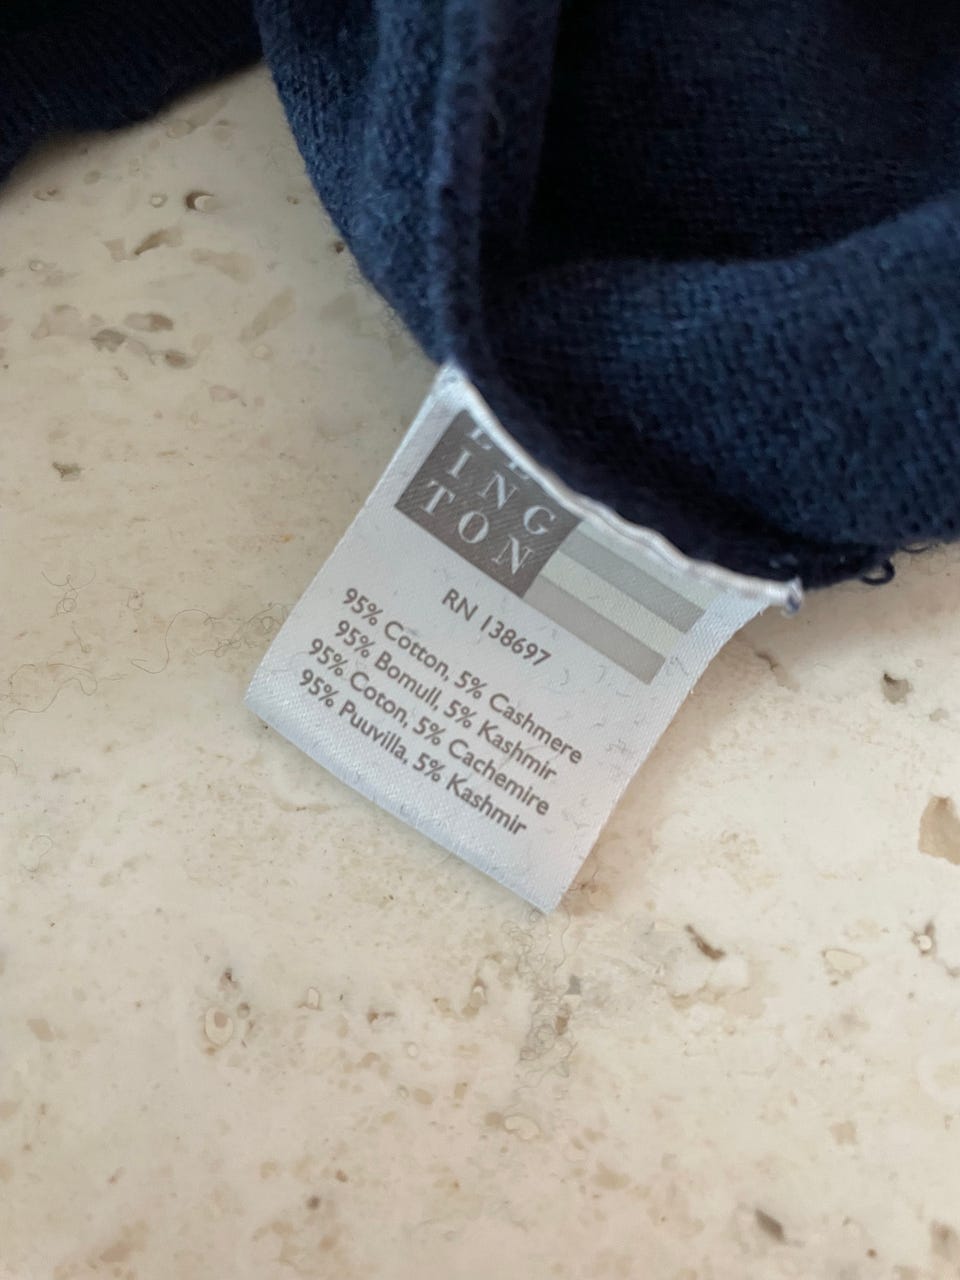 ING
TON
RN 138697
95% Cotton, 5% Cashmere
95% Bomull, 5% Kashmir
95% Coton, 5% Cachemire
95% Puuvilla, 5% Kashmir